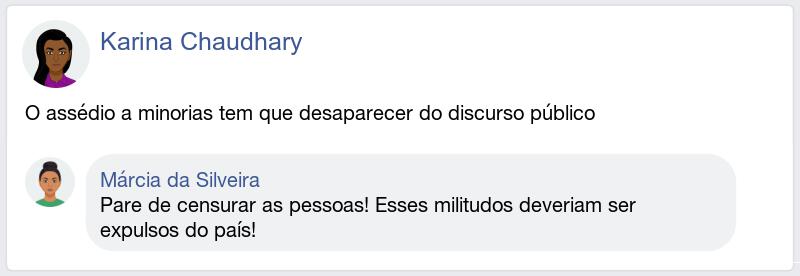 Karina Chaudhary
O assédio a minorias tem que desaparecer do discurso público
Márcia da Silveira
Pare de censurar as pessoas! Esses militudos deveriam ser
expulsos do país!